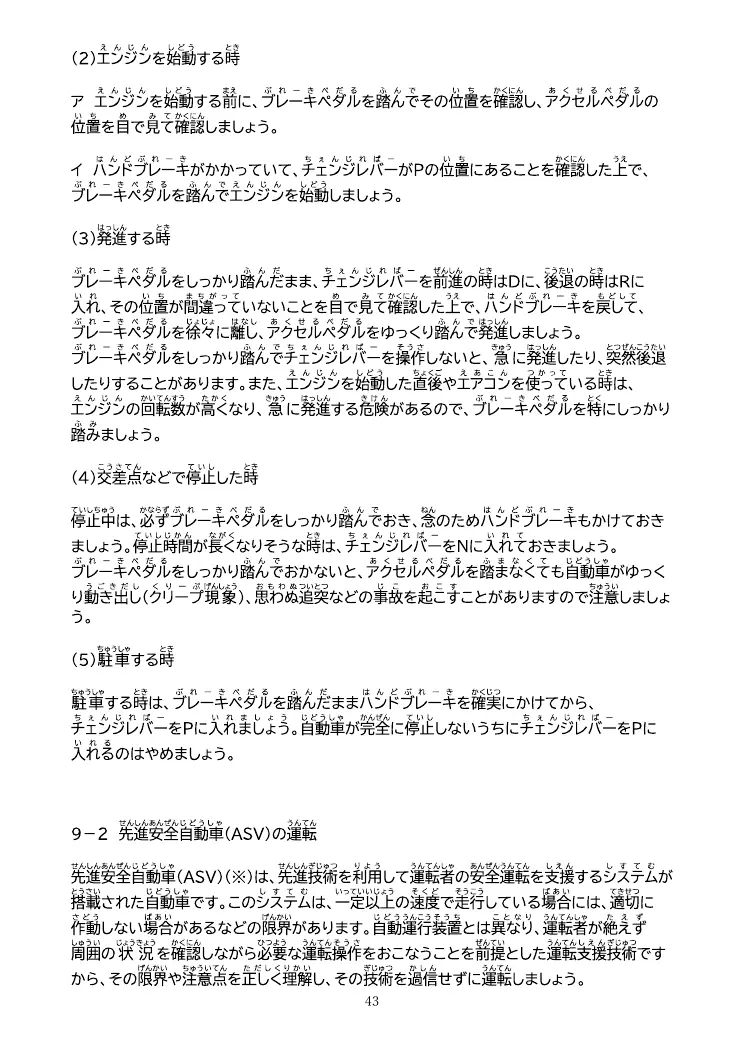 (2)エンジンを始動する時
ア エンジンを始動する前に、ブレーキペダルを踏んでその位置を確認し、アクセルペダルの
位置を目で見て確認しましょう。
イ ハンドブレーキがかかっていて、チェンジレバーがPの位置にあることを確認した上で、
ブレーキペダルを踏んでエンジンを始動しましょう。
(3)発進する時
ブレーキペダルをしっかり踏んだまま、チェンジレバーを前進の時はDに、後退の時はRに
入れ、その位置が間違っていないことを目で見て確認した上で、ハンドブレーキを戻して、
ブレーキペダルを徐々に離し、アクセルペダルをゆっくり踏んで発進しましょう。
ブレーキペダルをしっかり踏んでチェンジレバーを操作しないと、急に発進したり、突然後退
したりすることがあります。また、エンジンを始動した直後やエアコンを使っている時は、
エンジンの回転数が高くなり、急に発進する危険があるので、ブレーキペダルを特にしっかり
踏みましょう。
(4)交差点などで停止した時
停止中は、必ずブレーキペダルをしっかり踏んでおき、念のためハンドブレーキもかけておき
ましょう。停止時間が長くなりそうな時は、チェンジレバーをNに入れておきましょう。
ブレーキペダルをしっかり踏んでおかないと、アクセルペダルを踏まなくても自動車がゆっく
り動き出し(クリープ現象)、思わぬ追突などの事故を起こすことがありますので注意しましょ
う。
(5)駐車する時
駐車する時は、ブレーキペダルを踏んだままハンドブレーキを確実にかけてから、
チェンジレバーをPに入れましょう。自動車が完全に停止しないうちにチェンジレバーをPに
入れるのはやめましょう。
9-2 先進安全自動車(ASV)の運転
先進安全自動車(ASV)(※)は、先進技術を利用して運転者の安全運転を支援するシステムが
搭載された自動車です。このシステムは、一定以上の速度で走行している場合には、適切に
作動しない場合があるなどの限界があります。自動運行装置とは異なり、運転者が絶えず
周囲の状況を確認しながら必要な運転操作をおこなうことを前提とした運転支援技術です
から、その限界や注意点を正しく理解し、その技術を過信せずに運転しましょう。
43